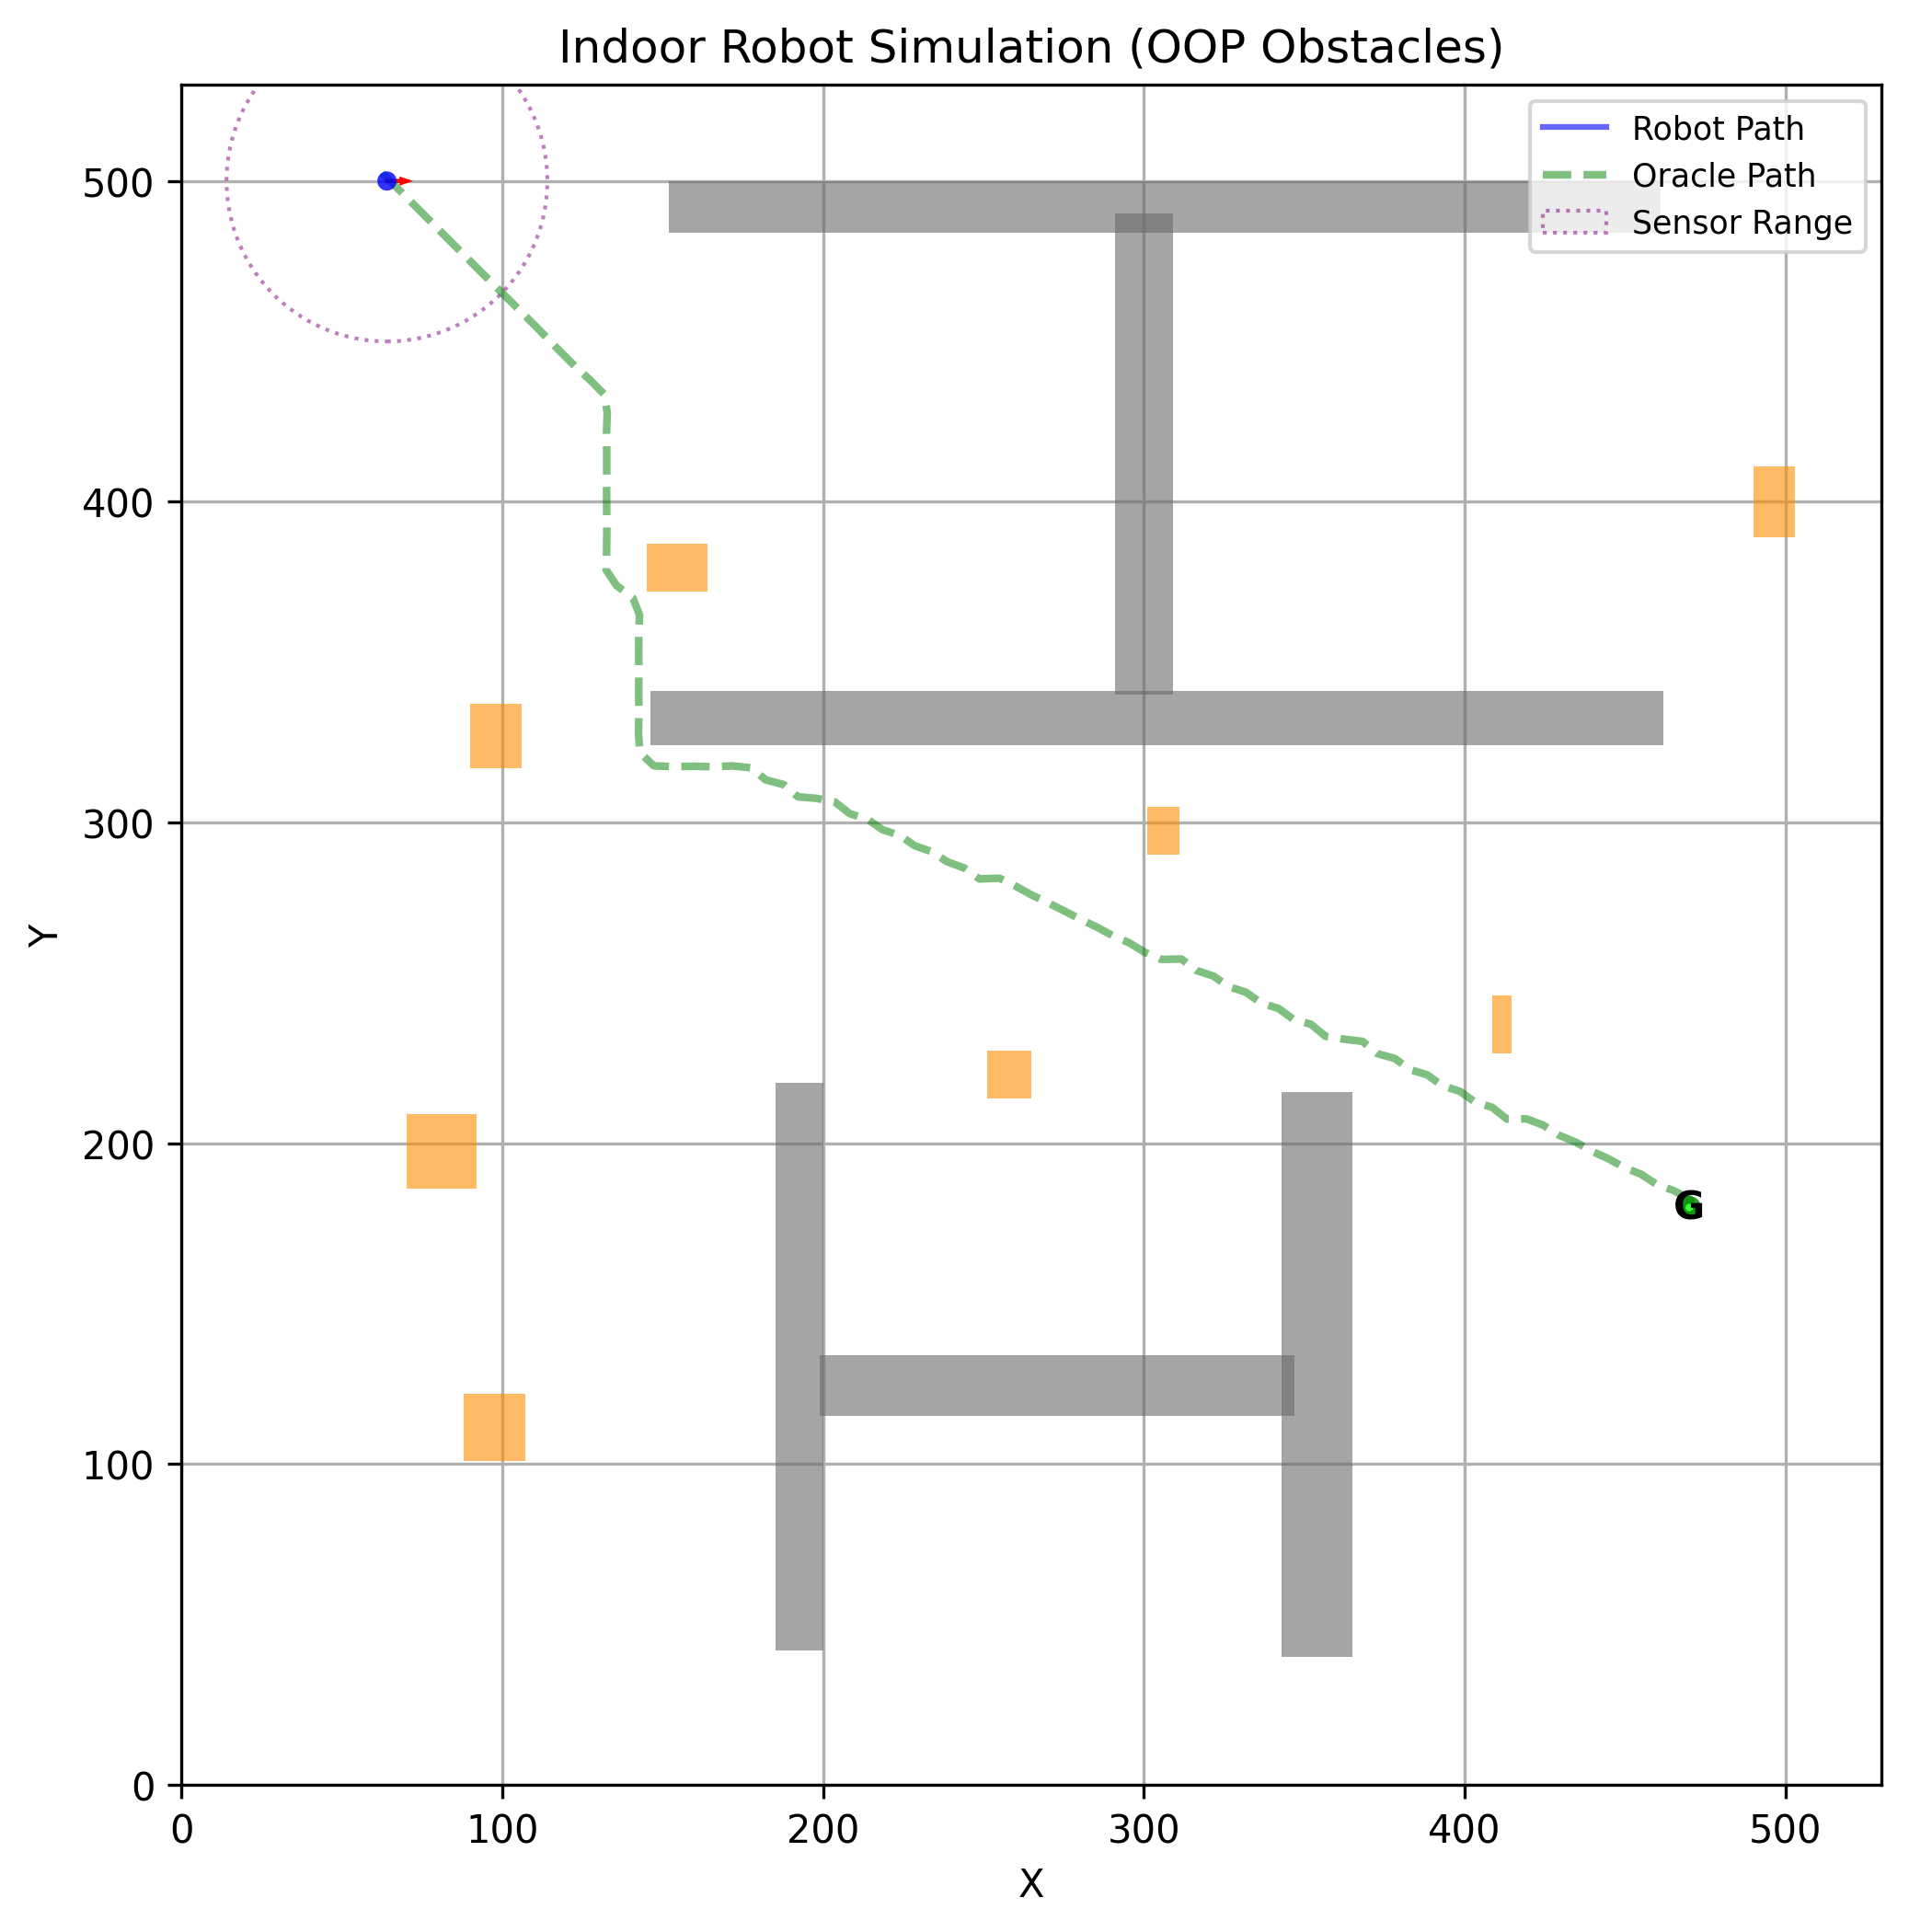 Indoor Robot Simulation (OOP Obstacles)
Robot Path
Oracle Path
Sensor Range
500
400
300
200
100
0
Y
G
0 100 200 300 400 500
X